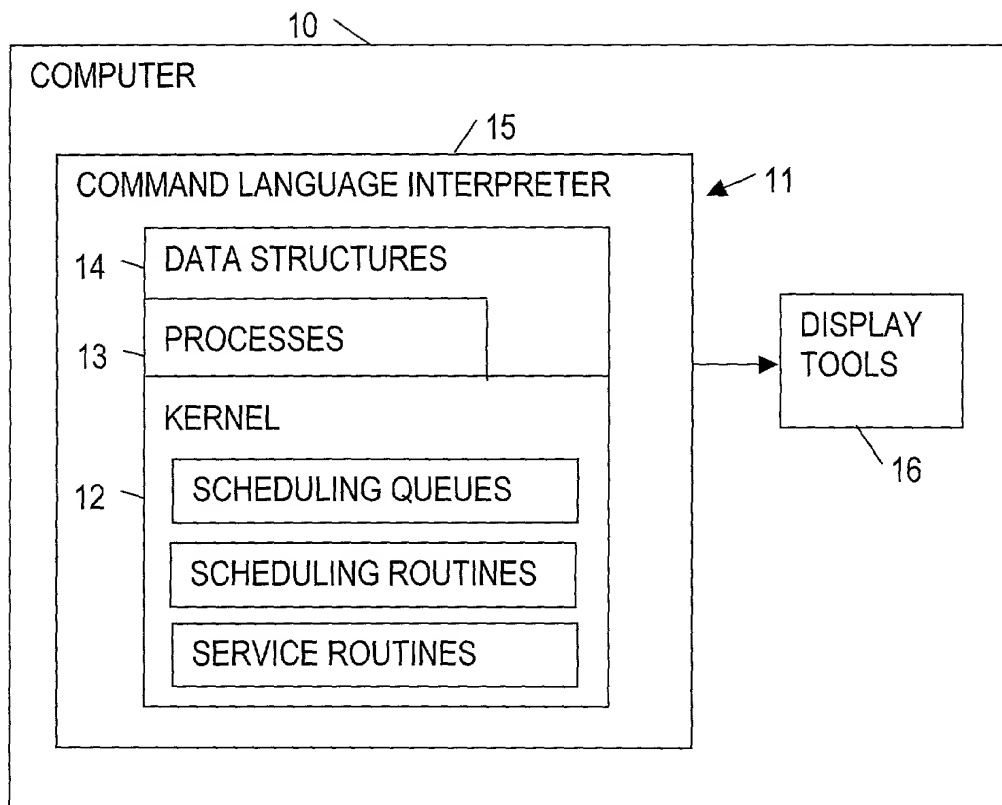 10
COMPUTER
15
COMMAND LANGUAGE INTERPRETER
11
14
DATA STRUCTURES
13
PROCESSES
DISPLAY
TOOLS
KERNEL
16
12
SCHEDULING QUEUES
SCHEDULING ROUTINES
SERVICE ROUTINES